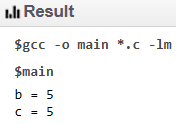 Result
$gcc -o main *.c -lm
$main
b = 5
c = 5